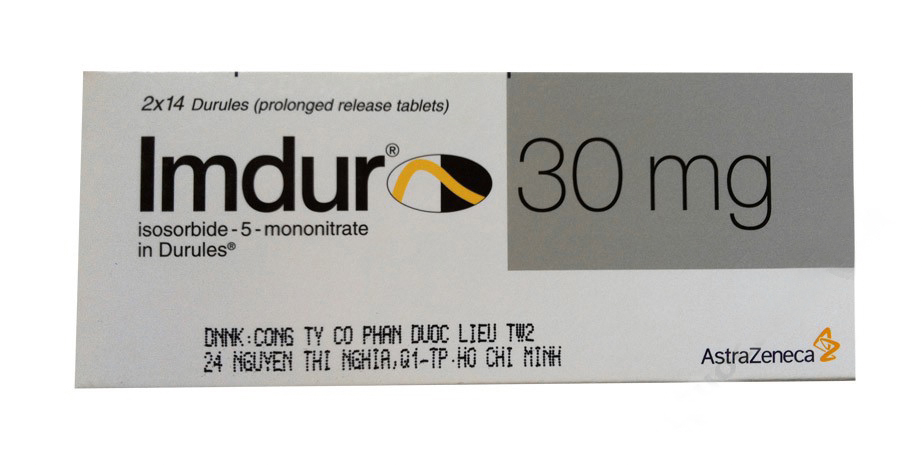 2x14 Durules (prolonged release tablets)
Imdur® 30 mg
isosorbide-5-mononitrate
in Durules®
DNNK:CONG TY CO PHAN DUOC LIEU TW2
24 NGUYEN THI NGHIA,Q1-TP.HO CHI MINH
AstraZeneca